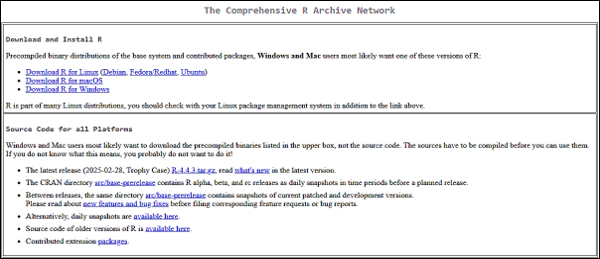 The Comprehensive R Archive Network
Download and Install R
Precompiled binary distributions of the base system and contributed packages, Windows and Mac users most likely want one of these versions of R:
• Download R for Linux (Debian, Fedora/Redhat, Ubuntu)
• Download R for macOS
• Download R for Windows
R is part of many Linux distributions, you should check with your Linux package management system in addition to the link above.
Source Code for all Platforms
Windows and Mac users most likely want to download the precompiled binaries listed in the upper box, not the source code. The sources have to be compiled before you can use them.
If you do not know what this means, you probably do not want to do it!
• The latest release (2025-02-28, Trophy Case) R-4.4.3.tar.gz, read what's new in the latest version.
• The CRAN directory src/base-prerelease contains R alpha, beta, and rc releases as daily snapshots in time periods before a planned release.
• Between releases, the same directory src/base-prerelease contains snapshots of current patched and development versions.
Please read about new features and bug fixes before filing corresponding feature requests or bug reports.
• Alternatively, daily snapshots are available here.
• Source code of older versions of R is available here.
• Contributed extension packages.